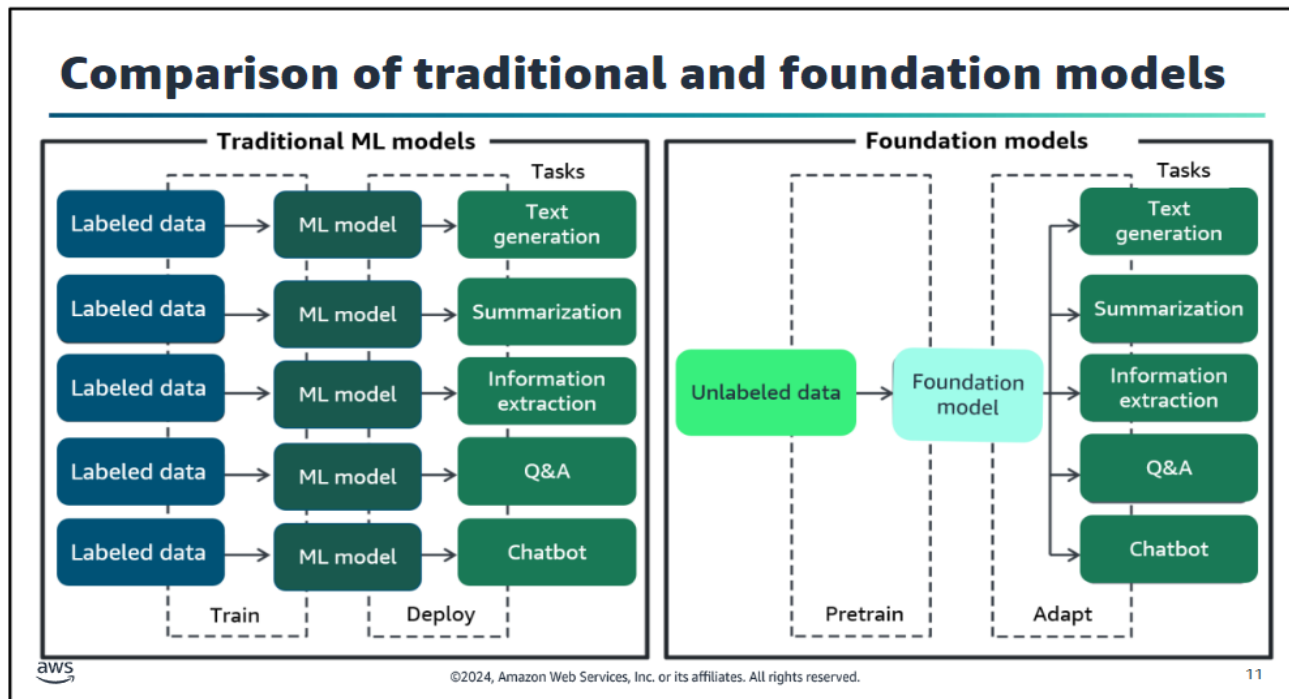 Comparison of traditional and foundation models
Traditional ML models
Tasks
Labeled data
ML model
Text
generation
Labeled data
ML model
Summarization
Labeled data
ML model
Information
extraction
Labeled data
ML model
Q&A
Labeled data
ML model
Chatbot
Train
Deploy
Foundation models
Tasks
Unlabeled data
Foundation
model
Text
generation
Summarization
Information
extraction
Q&A
Chatbot
Pretrain
Adapt
aws
©2024, Amazon Web Services, Inc. or its affiliates. All rights reserved.
11